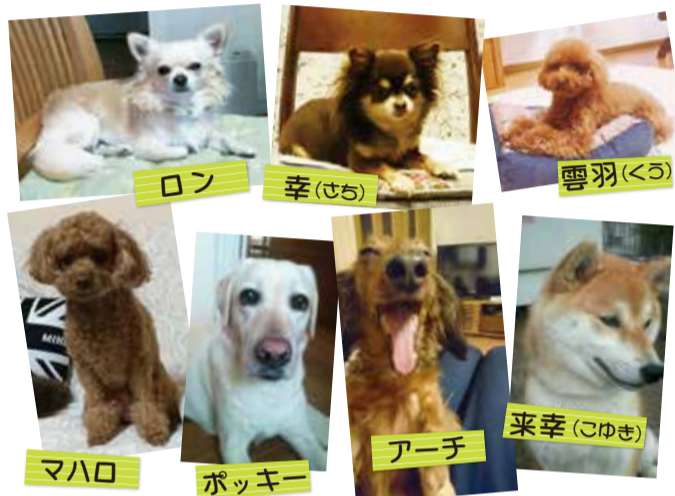 ロン
幸(さち)
雲羽(くう)
MINI
マハロ
ポッキー
アーチ
来幸(こゆき)